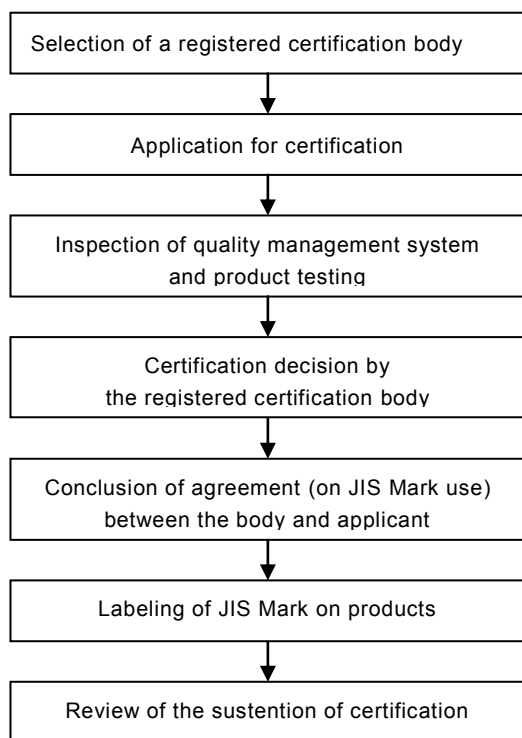 Selection of a registered certification body
Application for certification
Inspection of quality management system
and product testing
Certification decision by
the registered certification body
Conclusion of agreement (on JIS Mark use)
between the body and applicant
Labeling of JIS Mark on products
Review of the sustention of certification